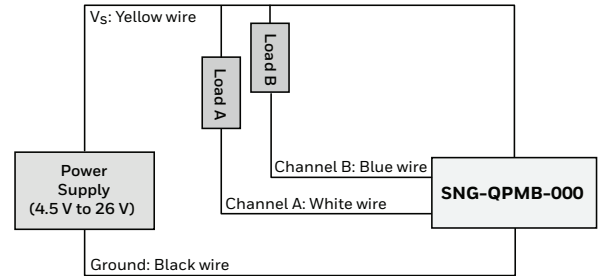 Vs: Yellow wire
Load B
Load A
Power
Supply
(4.5 V to 26 V)
Channel B: Blue wire
Channel A: White wire
SNG-QPMB-000
Ground: Black wire